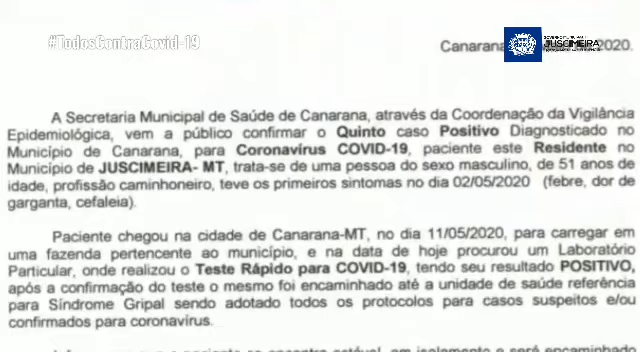 #TodosContraCovid-19
JUSCIMEIRA
Canarana 2020.
A Secretaria Municipal de Saúde de Canarana, através da Coordenação da Vigilância
Epidemiológica, vem a público confirmar o Quinto caso Positivo Diagnosticado no
Município de Canarana, para Coronavírus COVID-19, paciente este Residente no
Município de JUSCIMEIRA- MT, trata-se de uma pessoa do sexo masculino, de 51 anos de
idade, profissão caminhoneiro, teve os primeiros sintomas no dia 02/05/2020 (febre, dor de
garganta, cefaleia).
Paciente chegou na cidade de Canarana-MT, no dia 11/05/2020, para carregar em
uma fazenda pertencente ao município, e na data de hoje procurou um Laboratório
Particular, onde realizou o Teste Rápido para COVID-19, tendo seu resultado POSITIVO,
após a confirmação do teste o mesmo foi encaminhado até a unidade de saúde referência
para Síndrome Gripal sendo adotado todos os protocolos para casos suspeitos e/ou
confirmados para coronavírus.